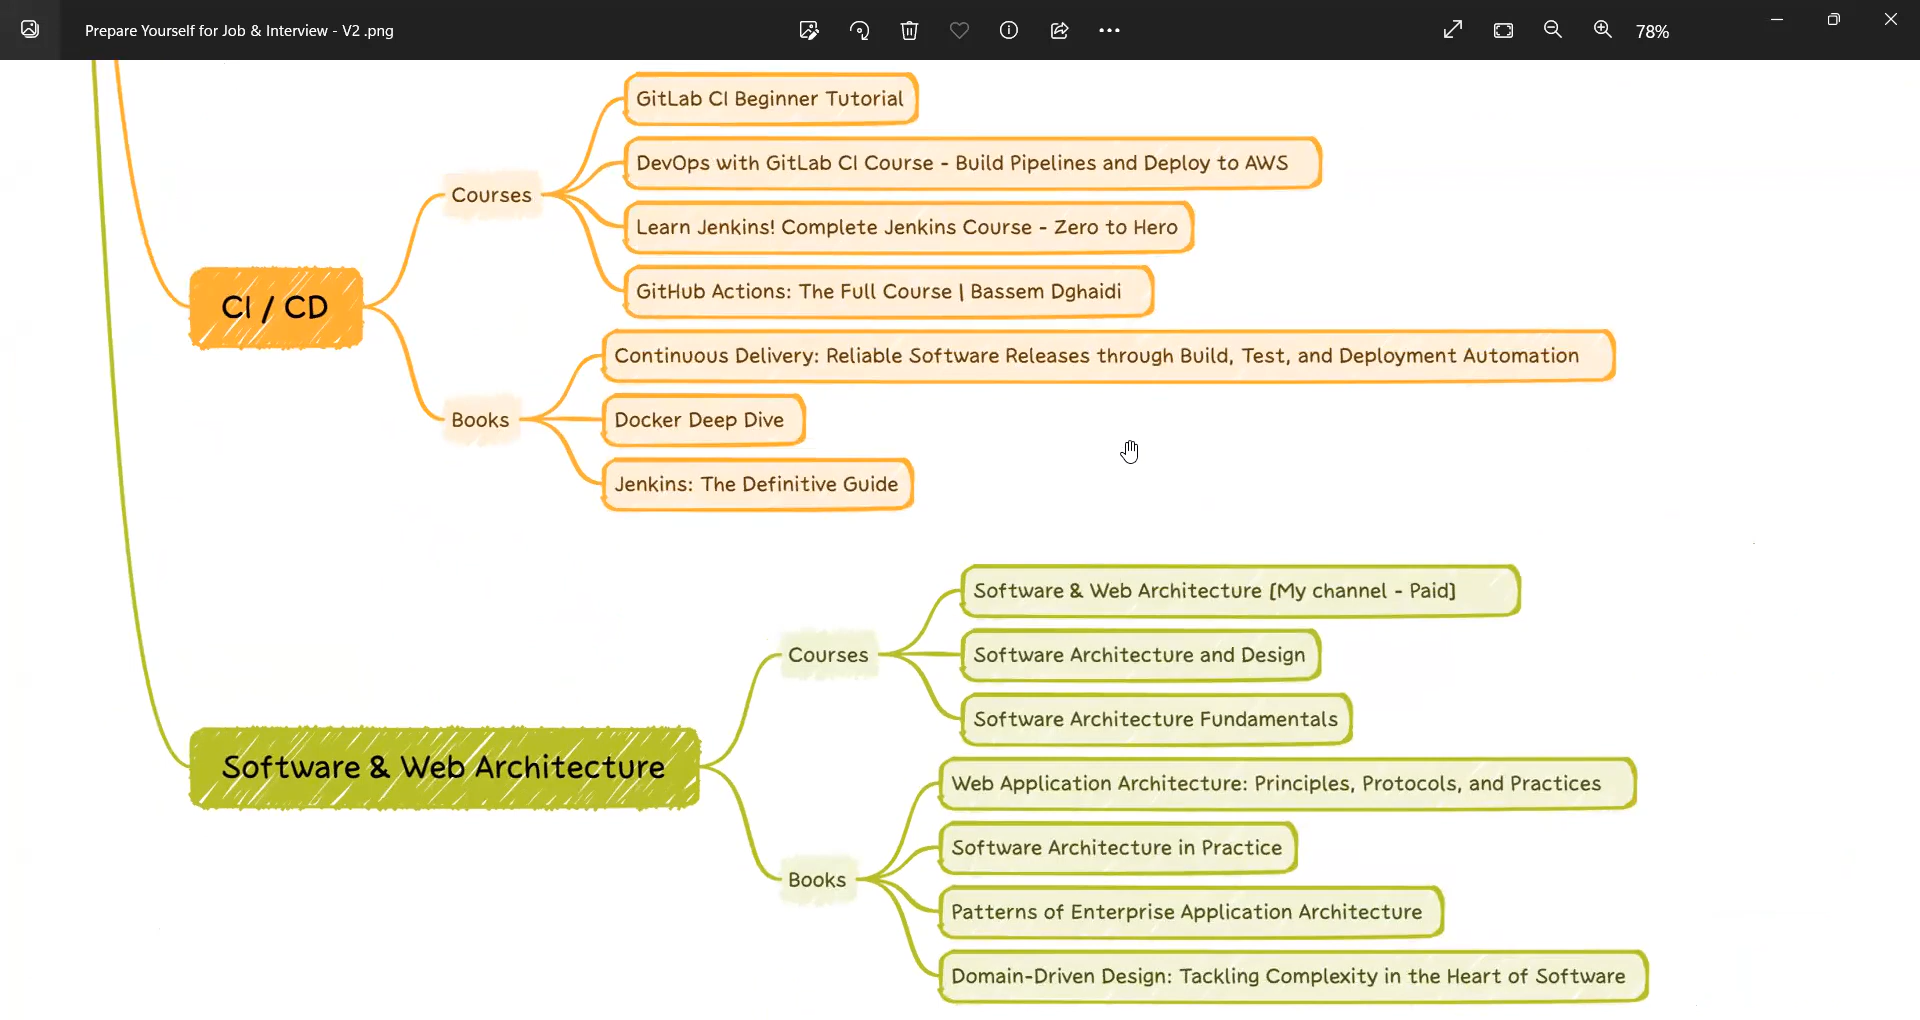 Prepare Yourself for Job & Interview - V2 .png
78%
GitLab CI Beginner Tutorial
DevOps with GitLab CI Course - Build Pipelines and Deploy to AWS
Courses
Learn Jenkins! Complete Jenkins Course - Zero to Hero
GitHub Actions: The Full Course | Bassem Dghaidi
CI / CD
Continuous Delivery: Reliable Software Releases through Build, Test, and Deployment Automation
Books
Docker Deep Dive
Jenkins: The Definitive Guide
Software & Web Architecture [My channel - Paid]
Courses
Software Architecture and Design
Software Architecture Fundamentals
Software & Web Architecture
Web Application Architecture: Principles, Protocols, and Practices
Software Architecture in Practice
Books
Patterns of Enterprise Application Architecture
Domain-Driven Design: Tackling Complexity in the Heart of Software